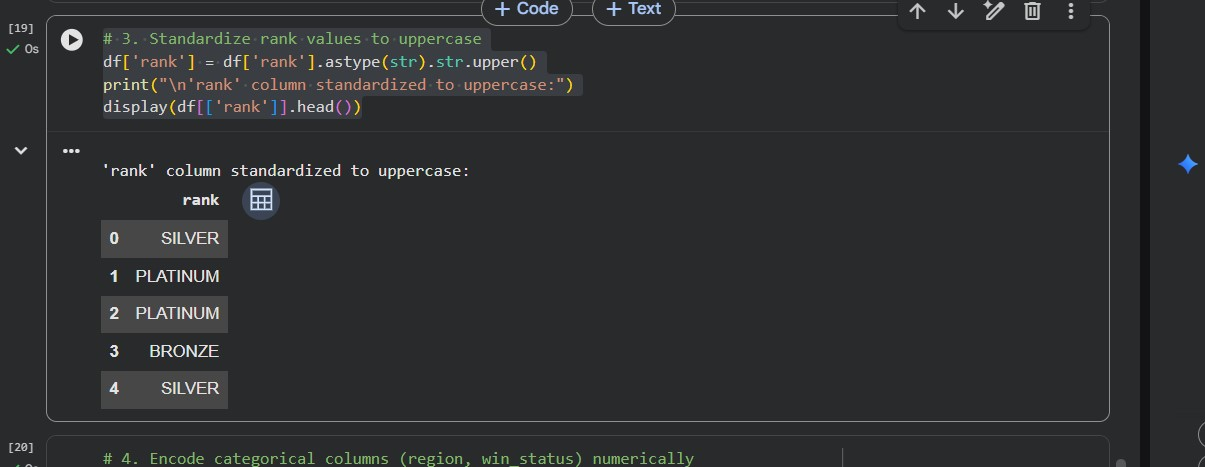 + Code + Text
[19]
0s
# 3. Standardize rank values to uppercase
df['rank'] = df['rank'].astype(str).str.upper()
print("\n'rank' column standardized to uppercase:")
display(df[['rank']].head())
'rank' column standardized to uppercase:
rank
0 SILVER
1 PLATINUM
2 PLATINUM
3 BRONZE
4 SILVER
[20]
# 4. Encode categorical columns (region, win_status) numerically